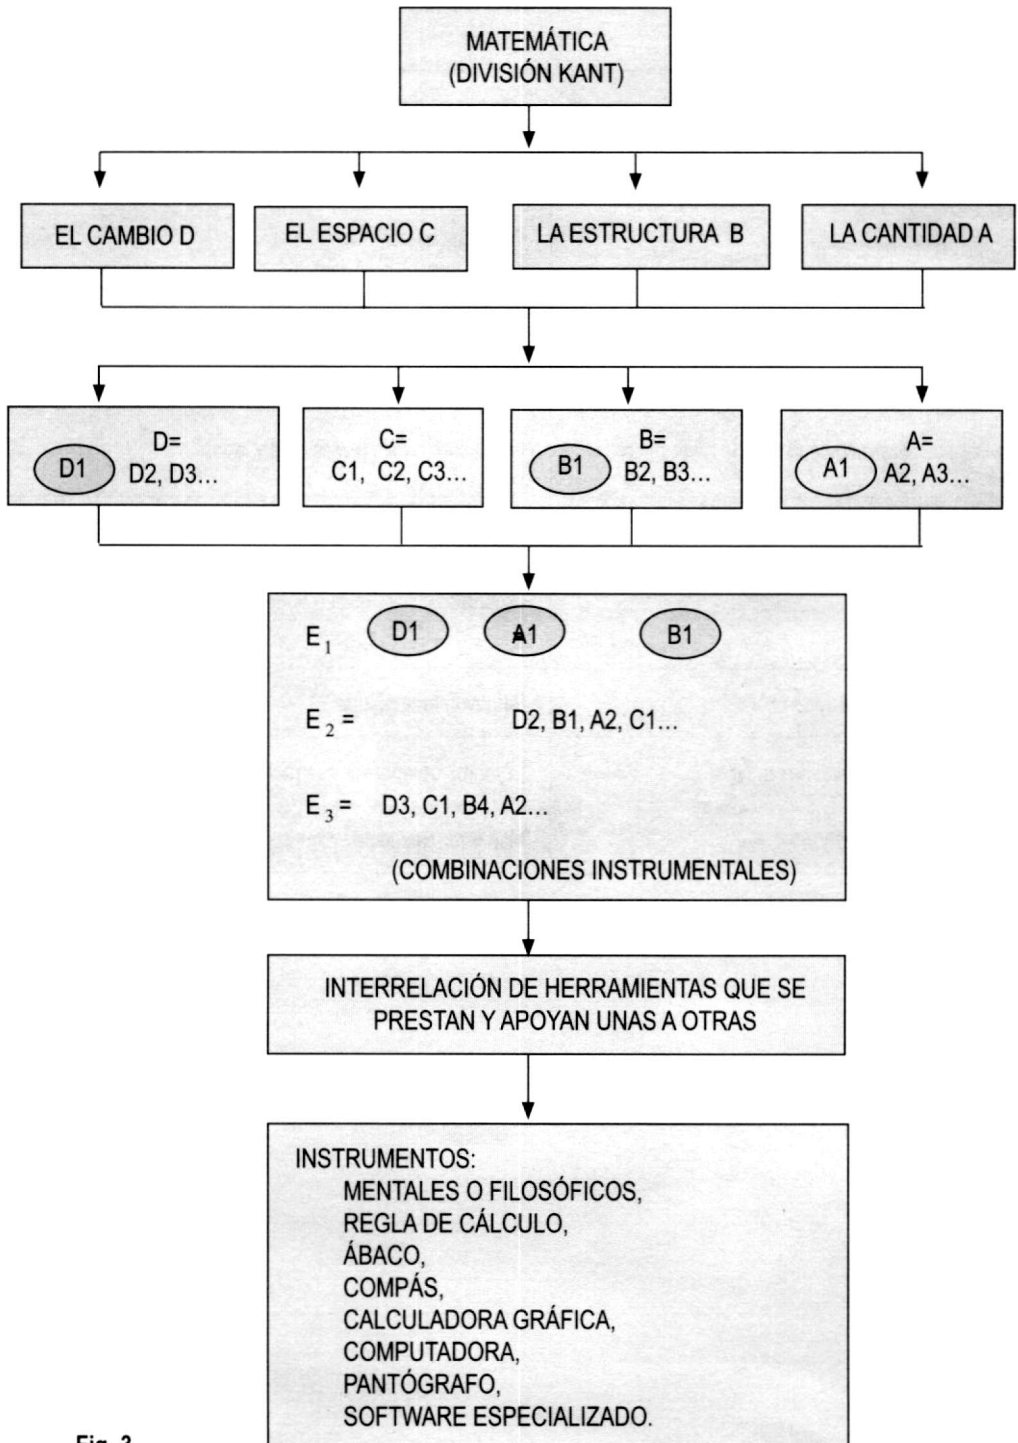 MATEMÁTICA
(DIVISIÓN KANT)
EL CAMBIO D
EL ESPACIO C
LA ESTRUCTURA B
LA CANTIDAD A
D=
D1 D2, D3...
C=
C1, C2, C3...
B=
B1 B2, B3...
A=
A1 A2, A3...
E1 D1 A1 B1
E2 = D2, B1, A2, C1...
E3 = D3, C1, B4, A2...
(COMBINACIONES INSTRUMENTALES)
INTERRELACIÓN DE HERRAMIENTAS QUE SE
PRESTAN Y APOYAN UNAS A OTRAS
INSTRUMENTOS:
MENTALES O FILOSÓFICOS,
REGLA DE CÁLCULO,
ÁBACO,
COMPÁS,
CALCULADORA GRÁFICA,
COMPUTADORA,
PANTÓGRAFO,
SOFTWARE ESPECIALIZADO.
Fig.